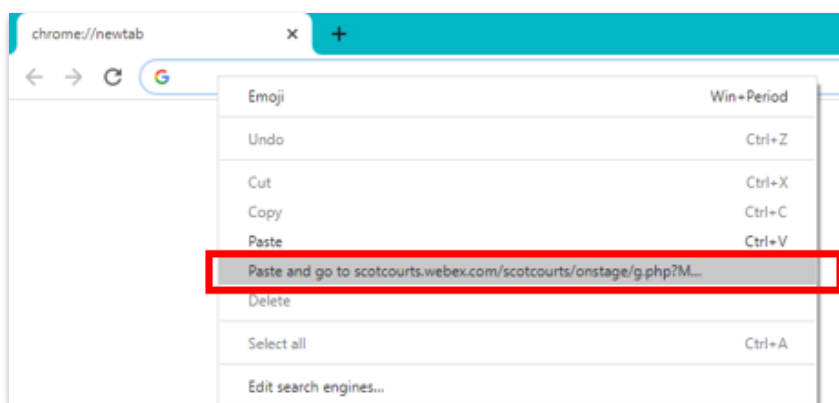 chrome://newtab
G
Emoji Win+Period
Undo Ctrl+Z
Cut Ctrl+X
Copy Ctrl+C
Paste Ctrl+V
Paste and go to scotcourts.webex.com/scotcourts/onstage/g.php?M...
Delete
Select all Ctrl+A
Edit search engines...